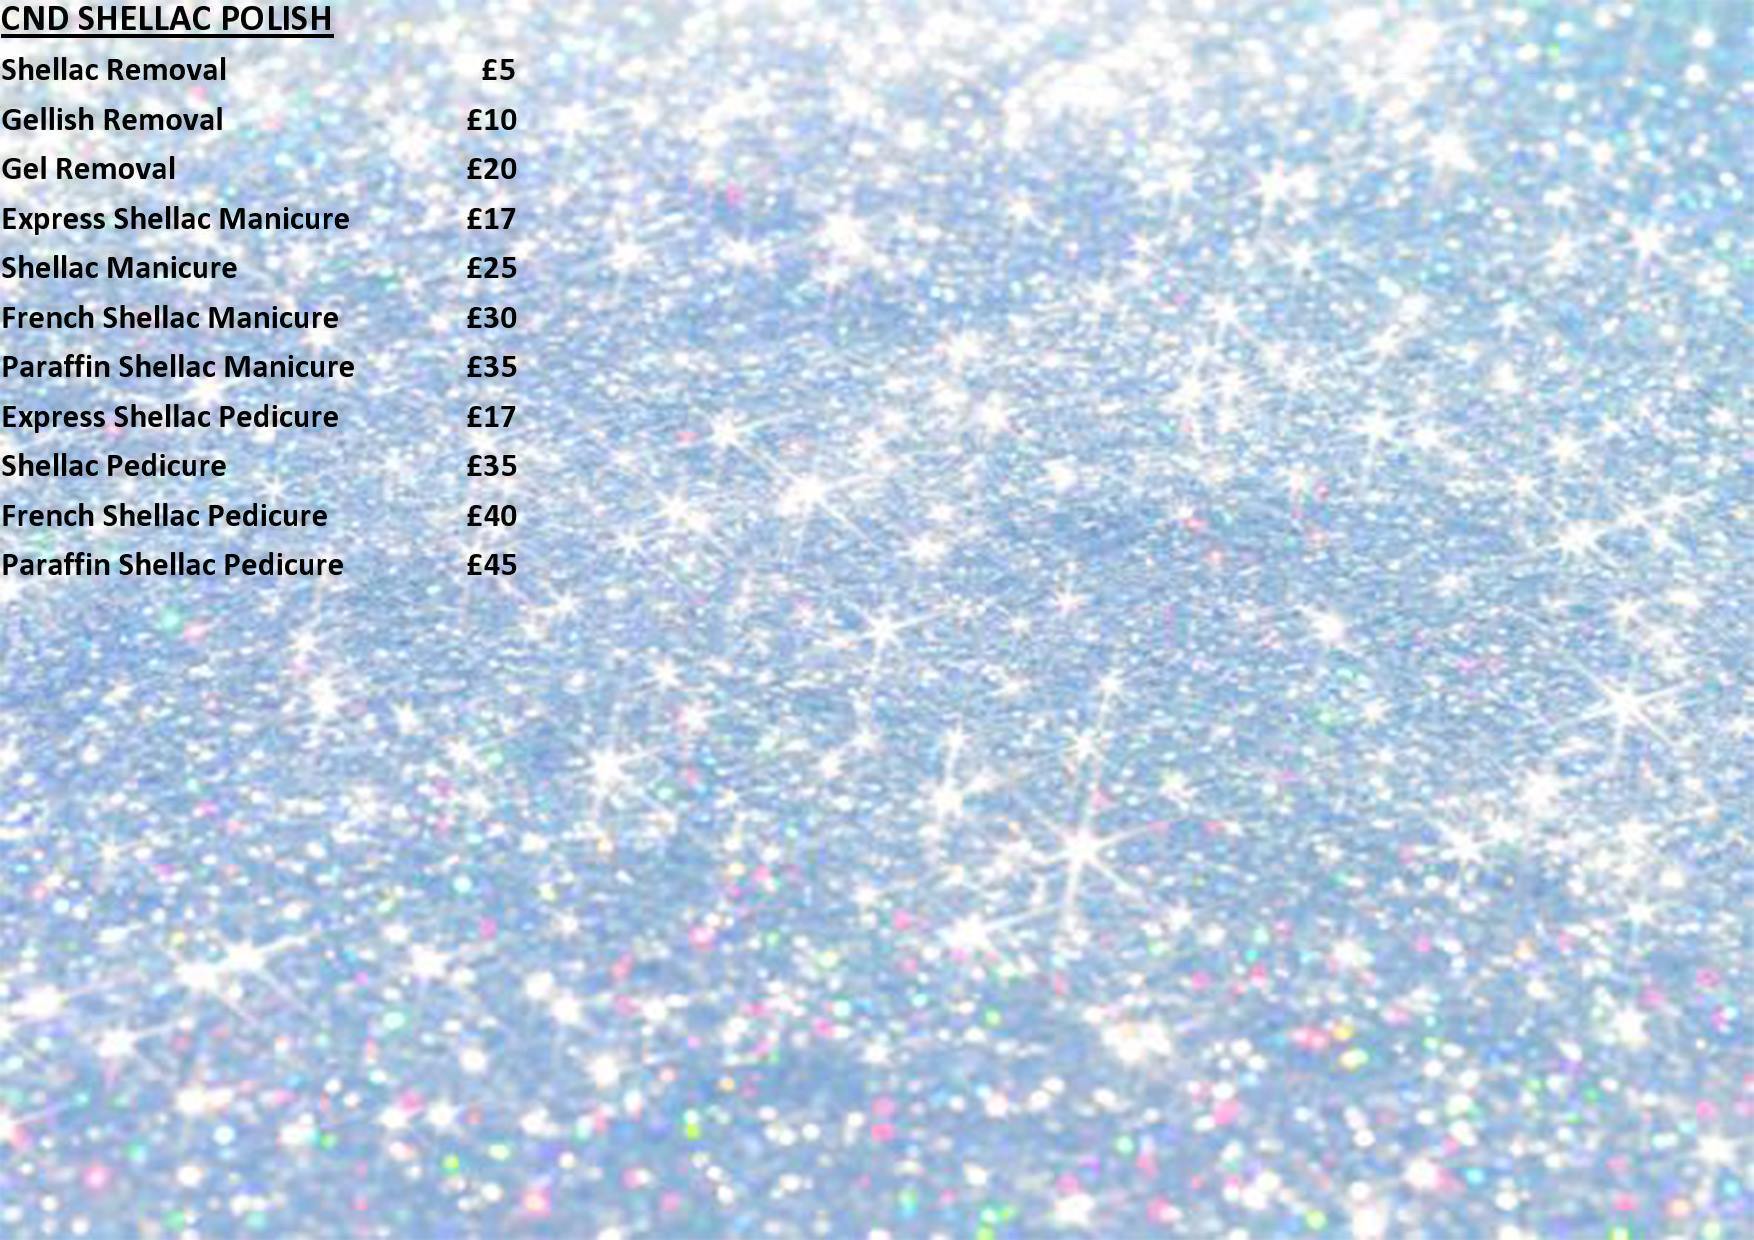 CND SHELLAC POLISH
Shellac Removal £5
Gellish Removal £10
Gel Removal £20
Express Shellac Manicure £17
Shellac Manicure £25
French Shellac Manicure £30
Paraffin Shellac Manicure £35
Express Shellac Pedicure £17
Shellac Pedicure £35
French Shellac Pedicure £40
Paraffin Shellac Pedicure £45